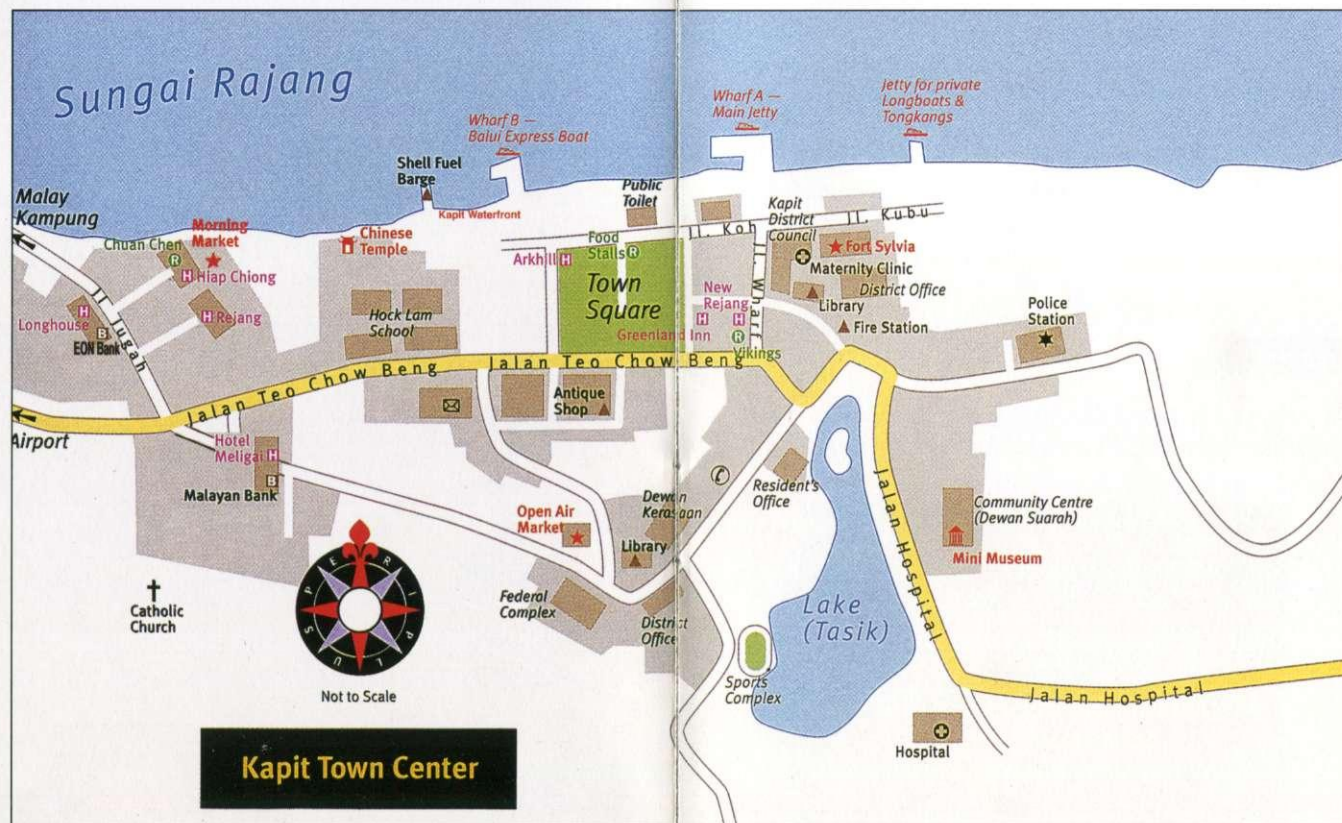 Sungai Rajang
Wharf B —
Balui Express Boat
Wharf A —
Main Jetty
Jetty for private
Longboats &
Tongkangs
Shell Fuel
Barge
Kapit Waterfront
Public
Toilet
Malay
Kampung
Chuan Chen
R
Morning
Market
H Hiap Chiong
Chinese
Temple
Arkhill H
Food
Stalls R
Jl. Koh
Jl. Kubu
Kapit
District
Council
Fort Sylvia
Maternity Clinic
District Office
Library
Fire Station
Jl. Wharf
Town
Square
New
Rejang
H
H
Greenland Inn
R
Vikings
Police
Station
H
Longhouse
B
EON Bank
Jl Tugah
H Rejang
Hock Lam
School
Jalan Teo Chow Beng
Jalan Teo Chow Beng
Antique
Shop
Airport
Hotel
Meligai H
B
Malayan Bank
Open Air
Market
Dewan
Kerasaan
Library
Resident's
Office
Federal
Complex
District
Office
Lake
(Tasik)
Sports
Complex
Jalan Hospital
Community Centre
(Dewan Suarah)
Mini Museum
Jalan Hospital
Hospital
Catholic
Church
PERIPLUS
Not to Scale
Kapit Town Center